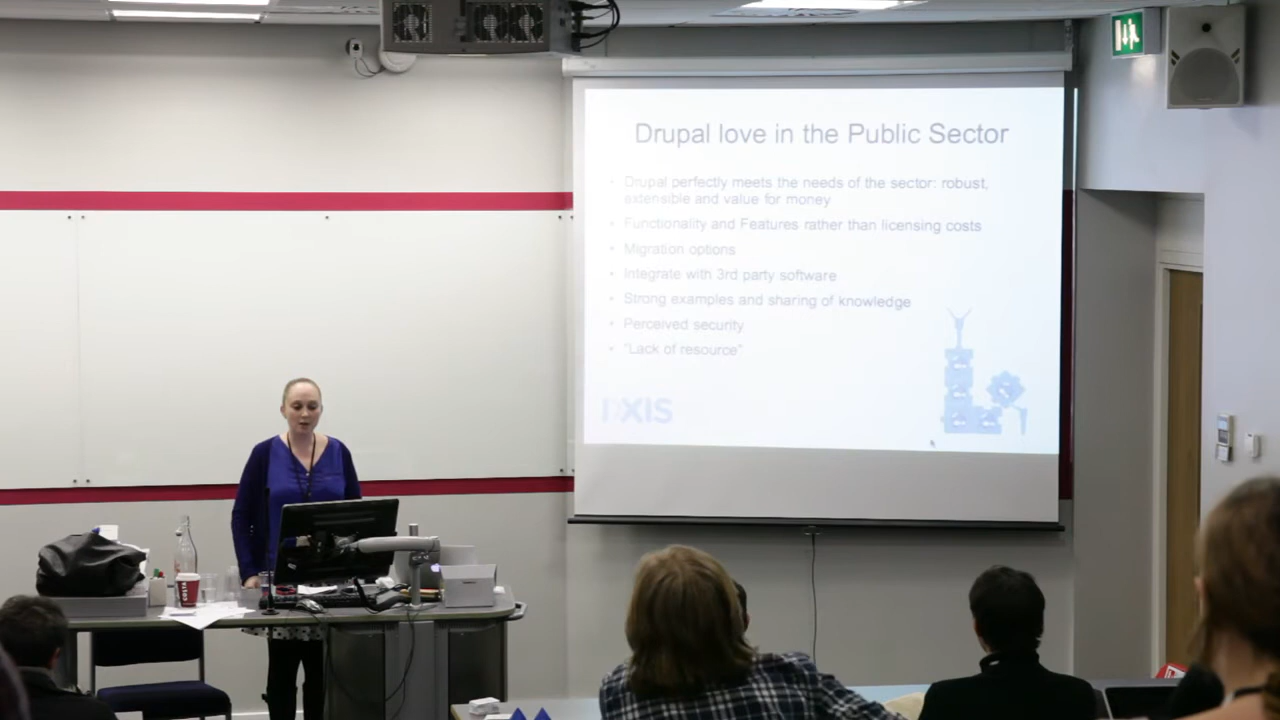 Drupal love in the Public Sector
• Drupal perfectly meets the needs of the sector: robust,
extensible and value for money
• Functionality and Features rather than licensing costs
• Migration options
• Integrate with 3rd party software
• Strong examples and sharing of knowledge
• Perceived security
• "Lack of resource"